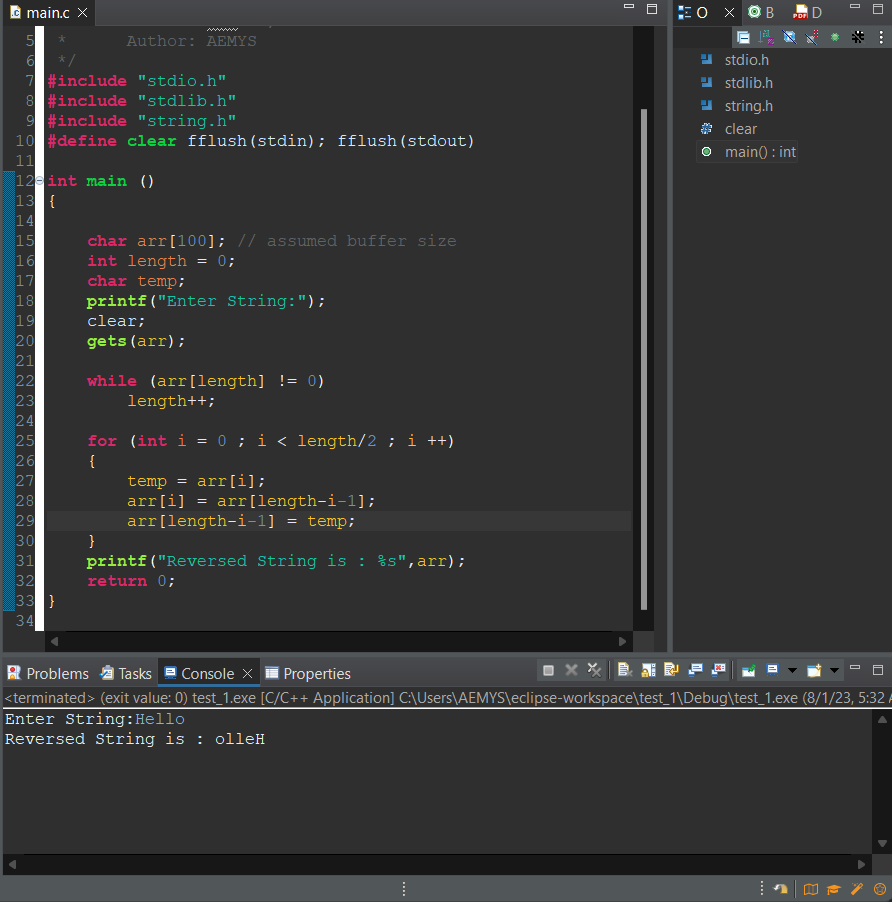 main.c
O B D
5 * Author: AEMYS
6 */
7 #include "stdio.h"
8 #include "stdlib.h"
9 #include "string.h"
10 #define clear fflush(stdin); fflush(stdout)
11
12 int main ()
13 {
14
15 char arr[100]; // assumed buffer size
16 int length = 0;
17 char temp;
18 printf("Enter String:");
19 clear;
20 gets(arr);
21
22 while (arr[length] != 0)
23 length++;
24
25 for (int i = 0 ; i < length/2 ; i ++)
26 {
27 temp = arr[i];
28 arr[i] = arr[length-i-1];
29 arr[length-i-1] = temp;
30 }
31 printf("Reversed String is : %s",arr);
32 return 0;
33 }
34
stdio.h
stdlib.h
string.h
clear
main() : int
Problems Tasks Console Properties
<terminated> (exit value: 0) test_1.exe [C/C++ Application] C:\Users\AEMYS\eclipse-workspace\test_1\Debug\test_1.exe (8/1/23, 5:32
Enter String:Hello
Reversed String is : olleH